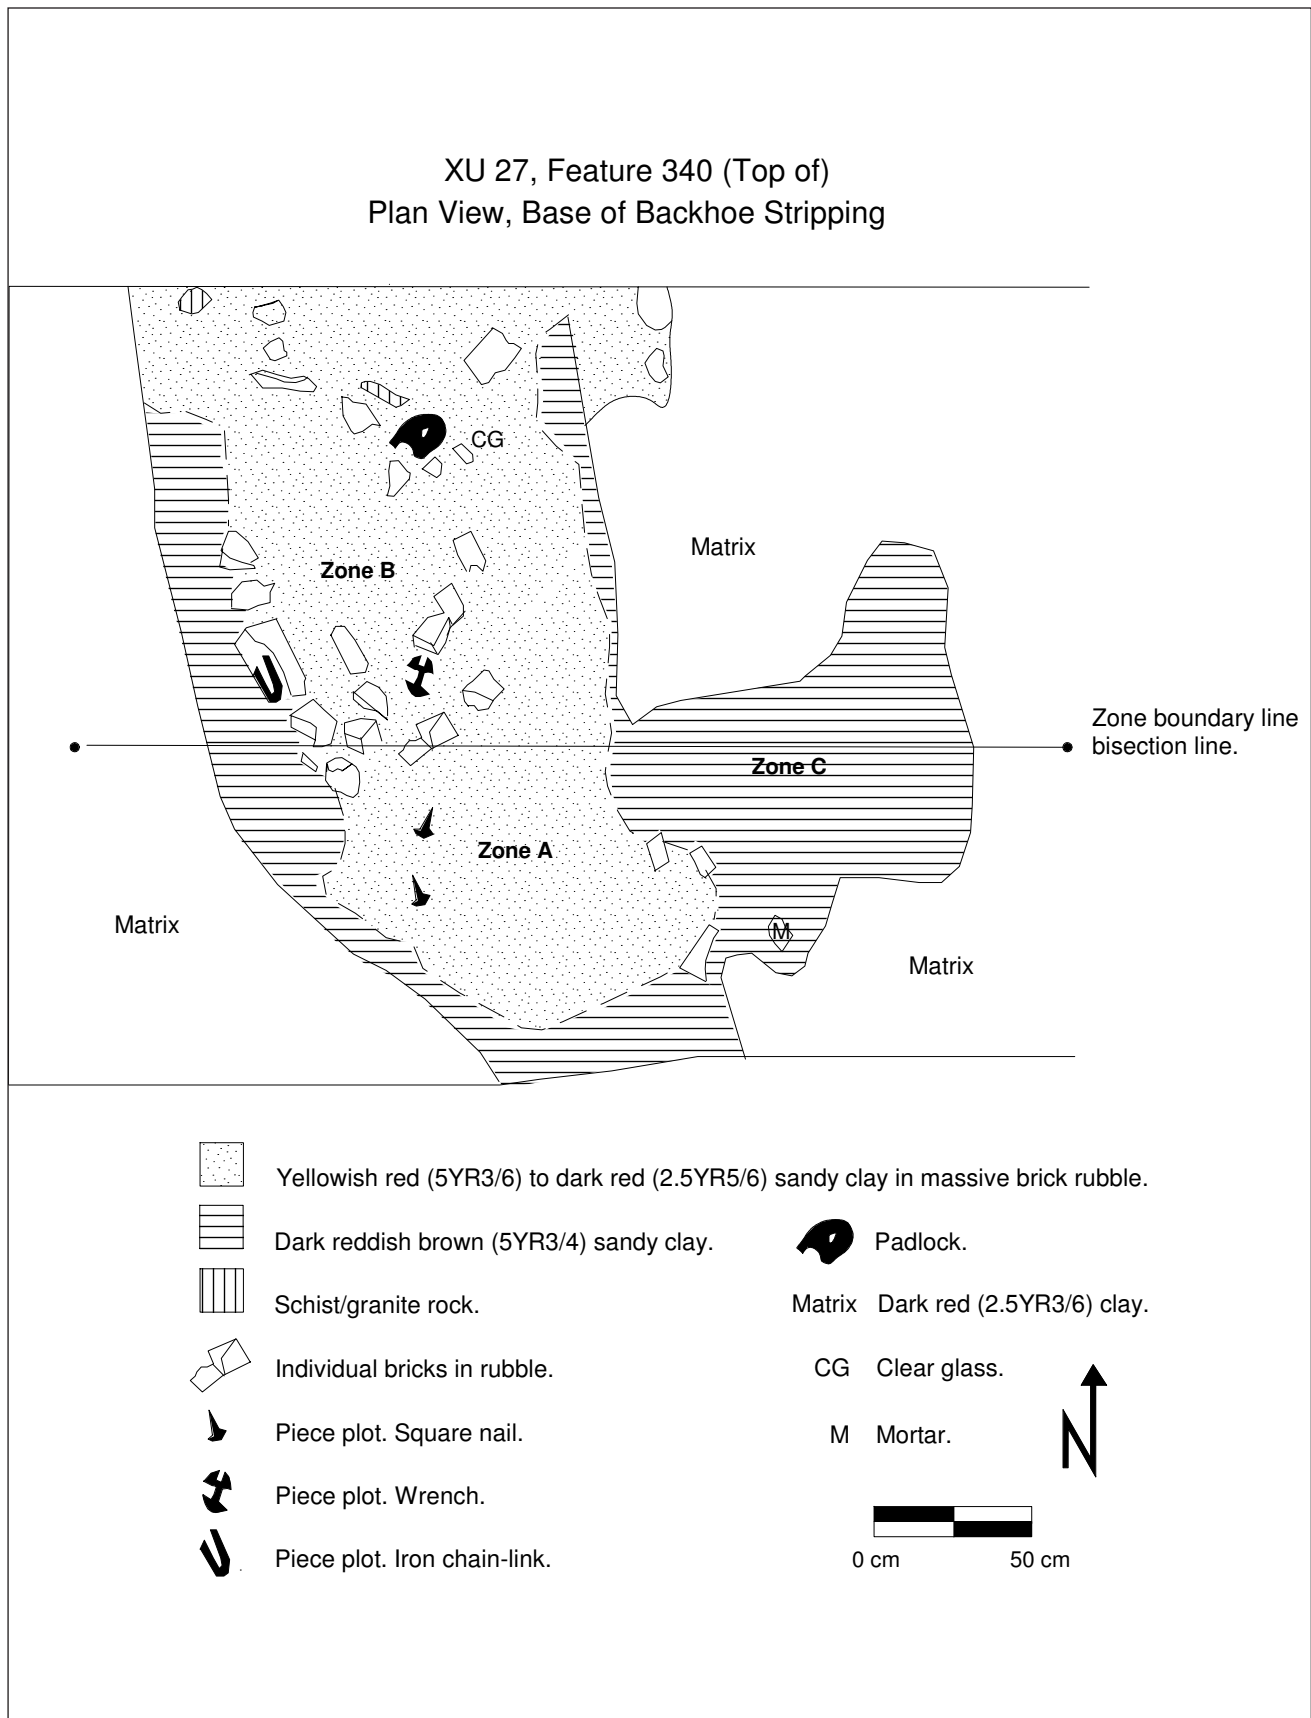 XU 27, Feature 340 (Top of)
Plan View, Base of Backhoe Stripping
CG
Matrix
Zone B
Zone boundary line
bisection line.
Zone C
Zone A
Matrix
M
Matrix
Yellowish red (5YR3/6) to dark red (2.5YR5/6) sandy clay in massive brick rubble.
Dark reddish brown (5YR3/4) sandy clay.
Padlock.
Schist/granite rock.
Matrix Dark red (2.5YR3/6) clay.
Individual bricks in rubble.
CG Clear glass.
Piece plot. Square nail.
M Mortar.
N
Piece plot. Wrench.
Piece plot. Iron chain-link.
0 cm 50 cm